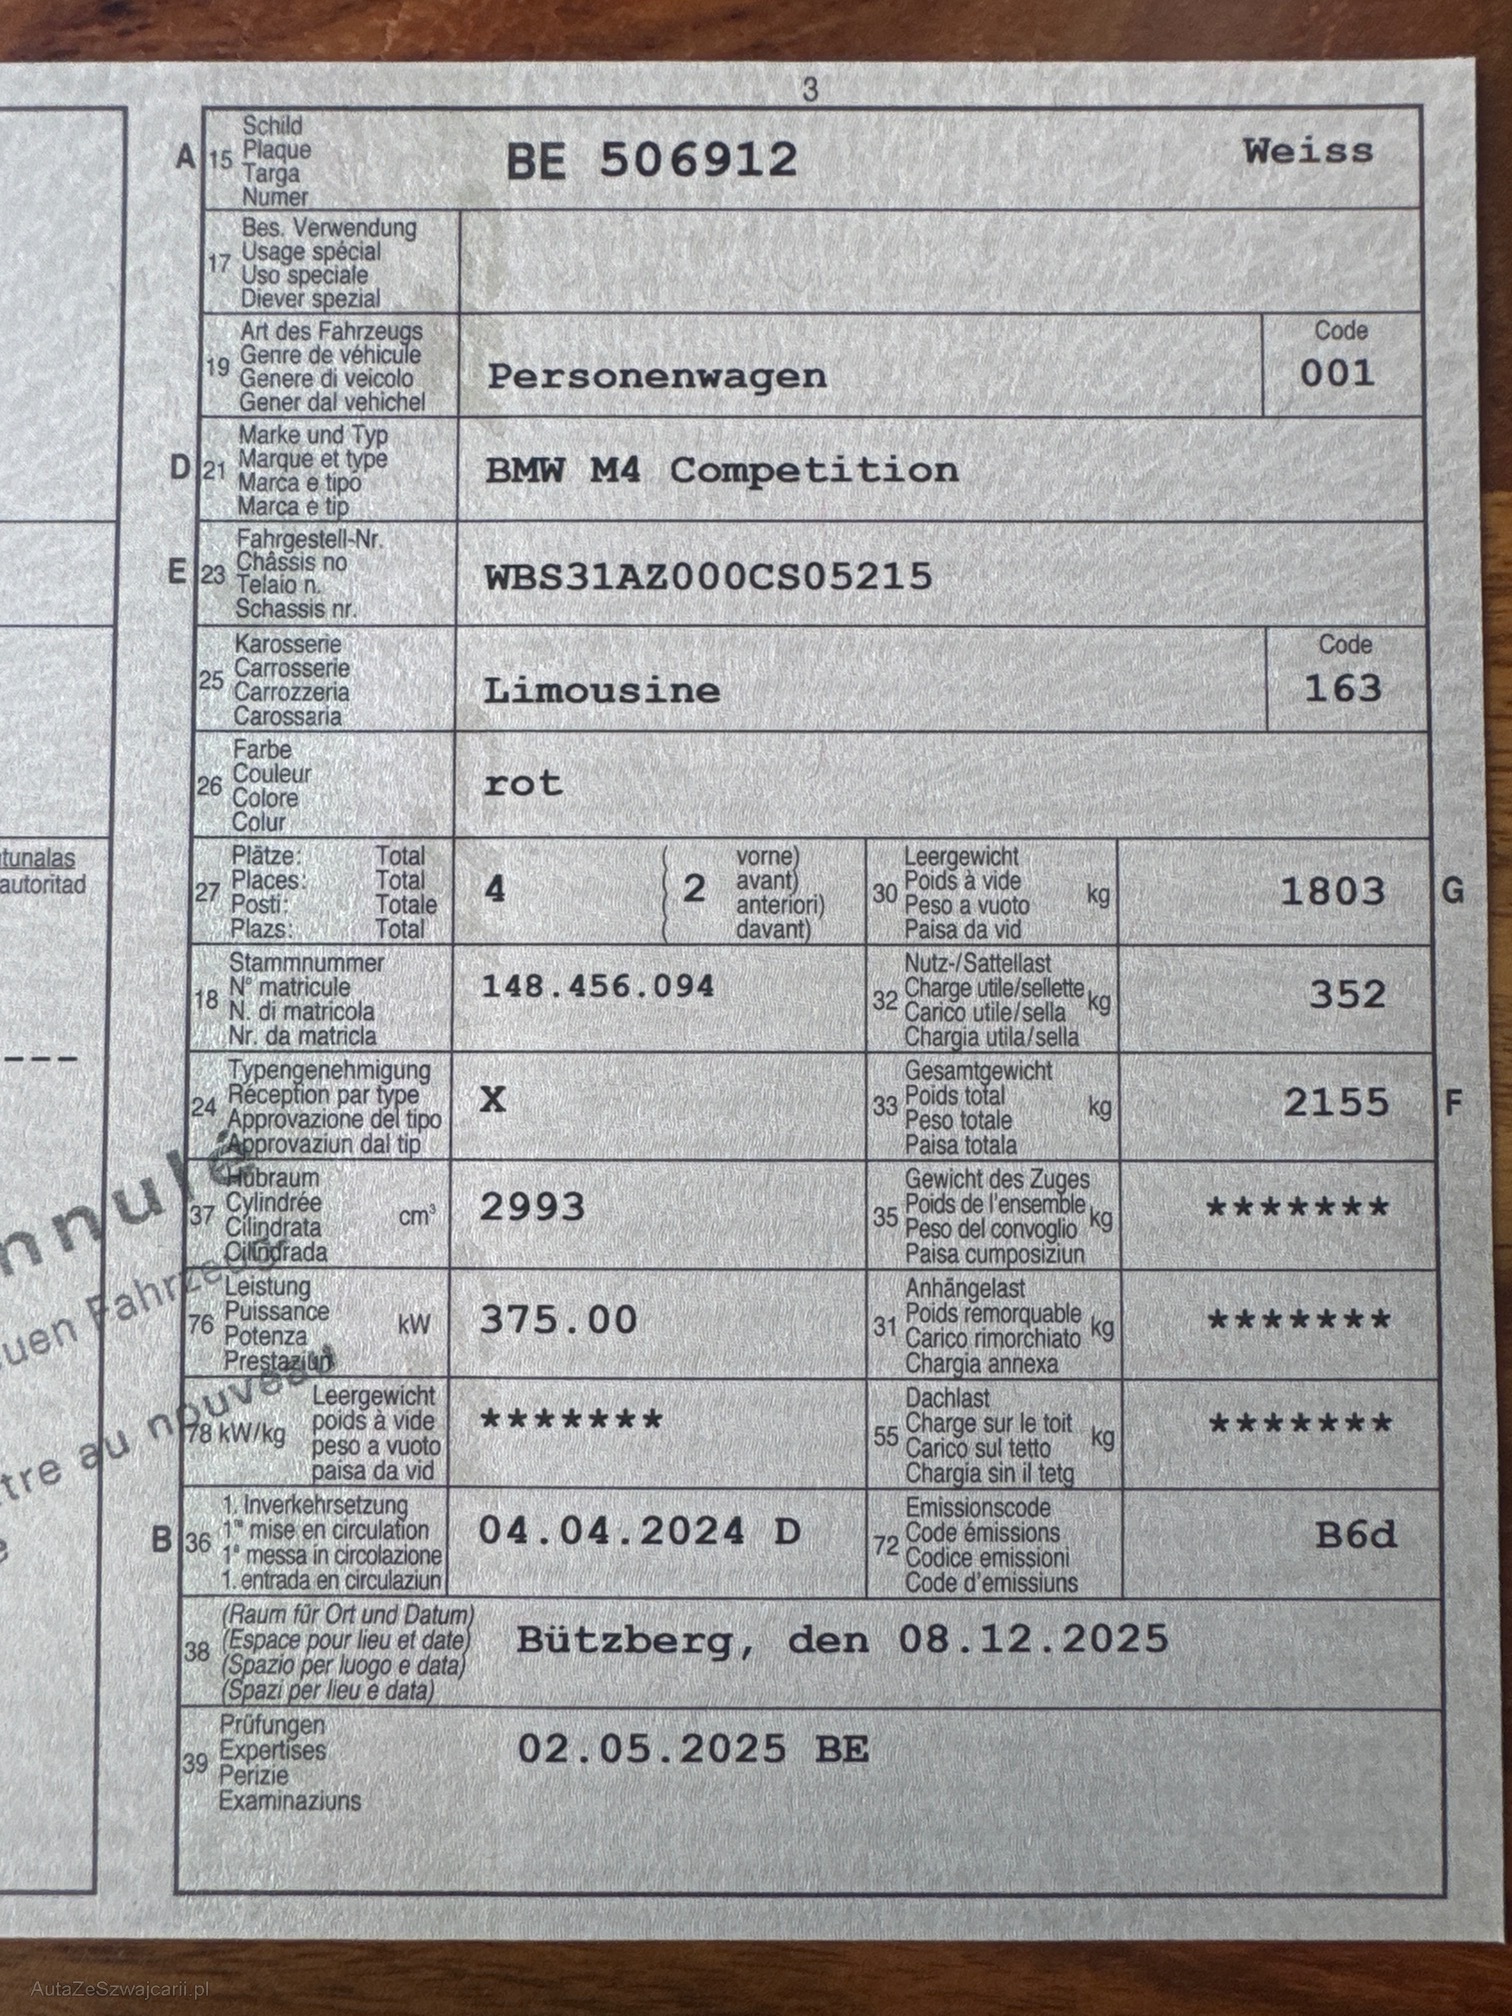 3
A 15 Schild
Plaque
Targa
Numer
BE 506912 Weiss
17 Bes. Verwendung
Usage spécial
Uso speciale
Diever spezial
19 Art des Fahrzeugs
Genre de véhicule
Genere di veicolo
Gener dal vehichel
Personenwagen
Code
001
D 21 Marke und Typ
Marque et type
Marca e tipo
Marca e tip
BMW M4 Competition
E 23 Fahrgestell-Nr.
Châssis no
Telaio n.
Schassis nr.
WBS31AZ000CS05215
25 Karosserie
Carrosserie
Carrozzeria
Carossaria
Limousine
Code
163
26 Farbe
Couleur
Colore
Colur
rot
27 Plätze: Total
Places: Total
Posti: Totale
Plazs: Total
4 ( 2 vorne)
avant)
anteriori)
davant)
30 Leergewicht
Poids à vide
Peso a vuoto
Paisa da vid
kg
1803 G
18 Stammnummer
N° matricule
N. di matricola
Nr. da matricla
148.456.094
32 Nutz-/Sattellast
Charge utile/sellette
Carico utile/sella
Chargia utila/sella
kg
352
24 Typengenehmigung
Réception par type
Approvazione del tipo
Approvaziun dal tip
X
33 Gesamtgewicht
Poids total
Peso totale
Paisa totala
kg
2155 F
37 Hubraum
Cylindrée
Cilindrata
Cilindrada
cm³
2993
35 Gewicht des Zuges
Poids de l'ensemble
Peso del convoglio
Paisa cumposiziun
kg
*******
76 Leistung
Puissance
Potenza
Prestaziun
kW
375.00
31 Anhängelast
Poids remorquable
Carico rimorchiato
Chargia annexa
kg
*******
78 kW/kg Leergewicht
poids à vide
peso a vuoto
paisa da vid
*******
55 Dachlast
Charge sur le toit
Carico sul tetto
Chargia sin il tetg
kg
*******
B 36 1. Inverkehrsetzung
1re mise en circulation
1a messa in circolazione
1. entrada en circulaziun
04.04.2024 D
72 Emissionscode
Code émissions
Codice emissioni
Code d'emissiuns
B6d
38 (Raum für Ort und Datum)
(Espace pour lieu et date)
(Spazio per luogo e data)
(Spazi per lieu e data)
Bützberg, den 08.12.2025
39 Prüfungen
Expertises
Perizie
Examinaziuns
02.05.2025 BE
tunalas
autoritad
---
nnulé
uen Fahrzeug
tre au nouveau
AutaZeSzwajcarii.pl